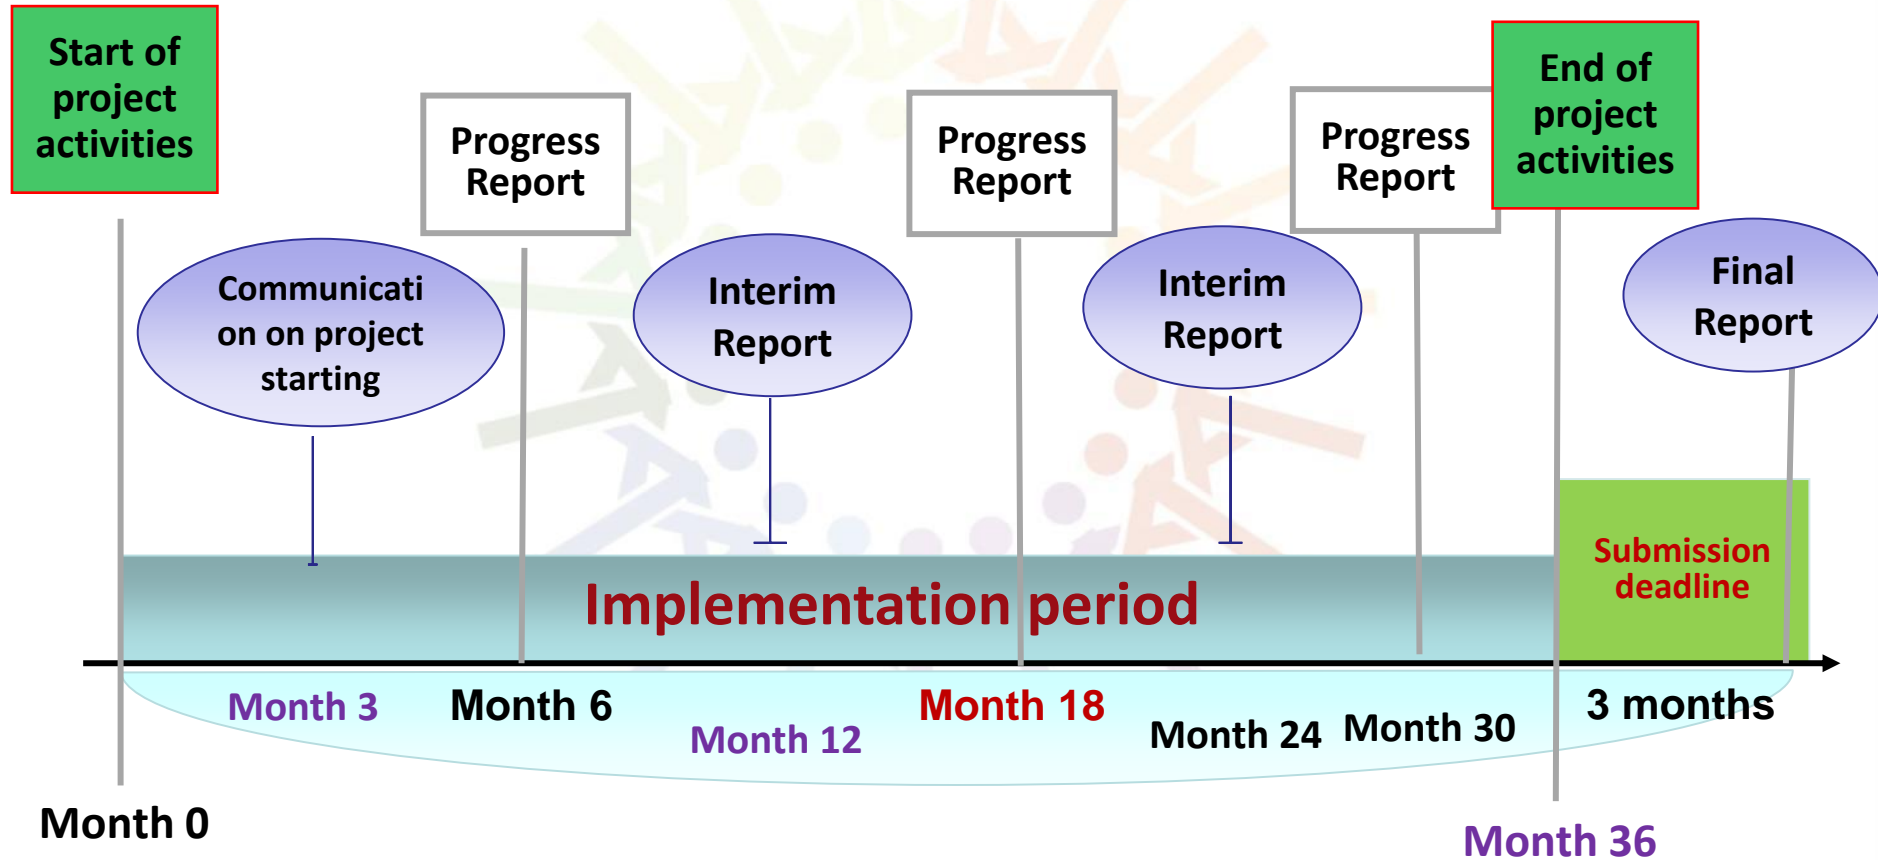 Start of
project
activities
Progress
Report
Progress
Report
Progress
Report
End of
project
activities
Communicati
on on project
starting
Interim
Report
Interim
Report
Final
Report
Implementation period
Submission
deadline
Month 3
Month 6
Month 12
Month 18
Month 24
Month 30
3 months
Month 0
Month 36